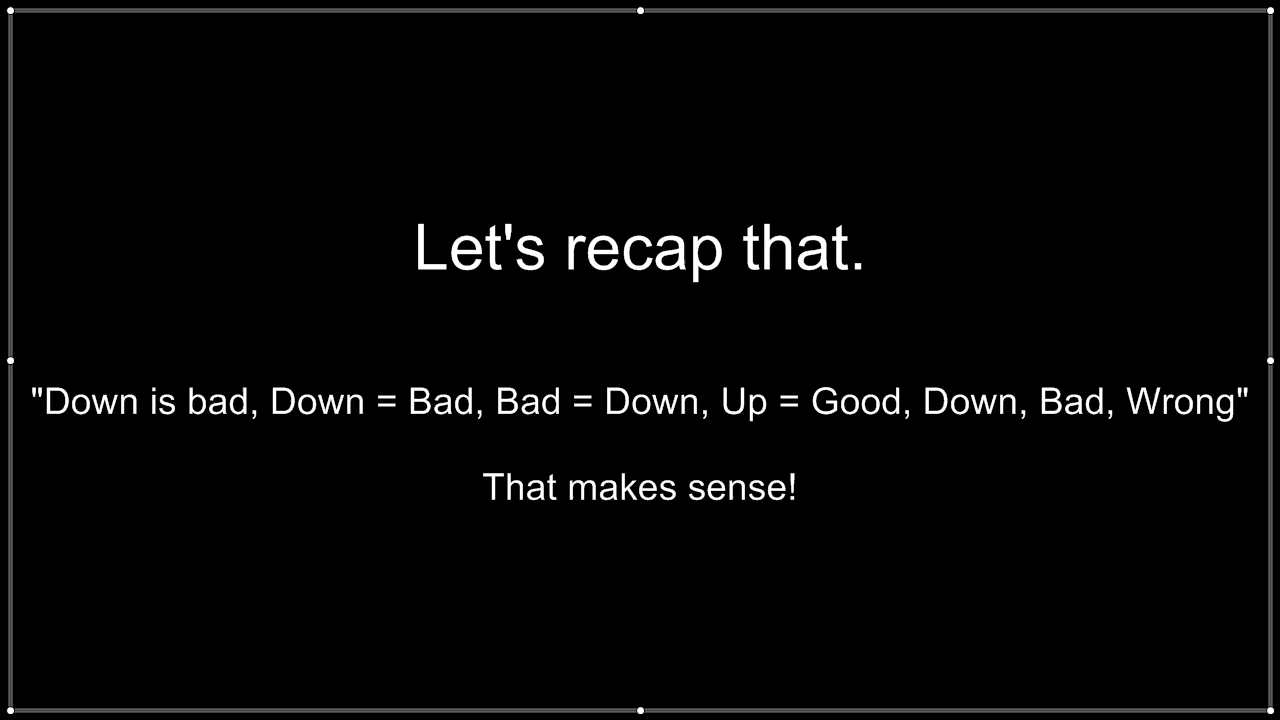 Let's recap that.
"Down is bad, Down = Bad, Bad = Down, Up = Good, Down, Bad, Wrong"
That makes sense!